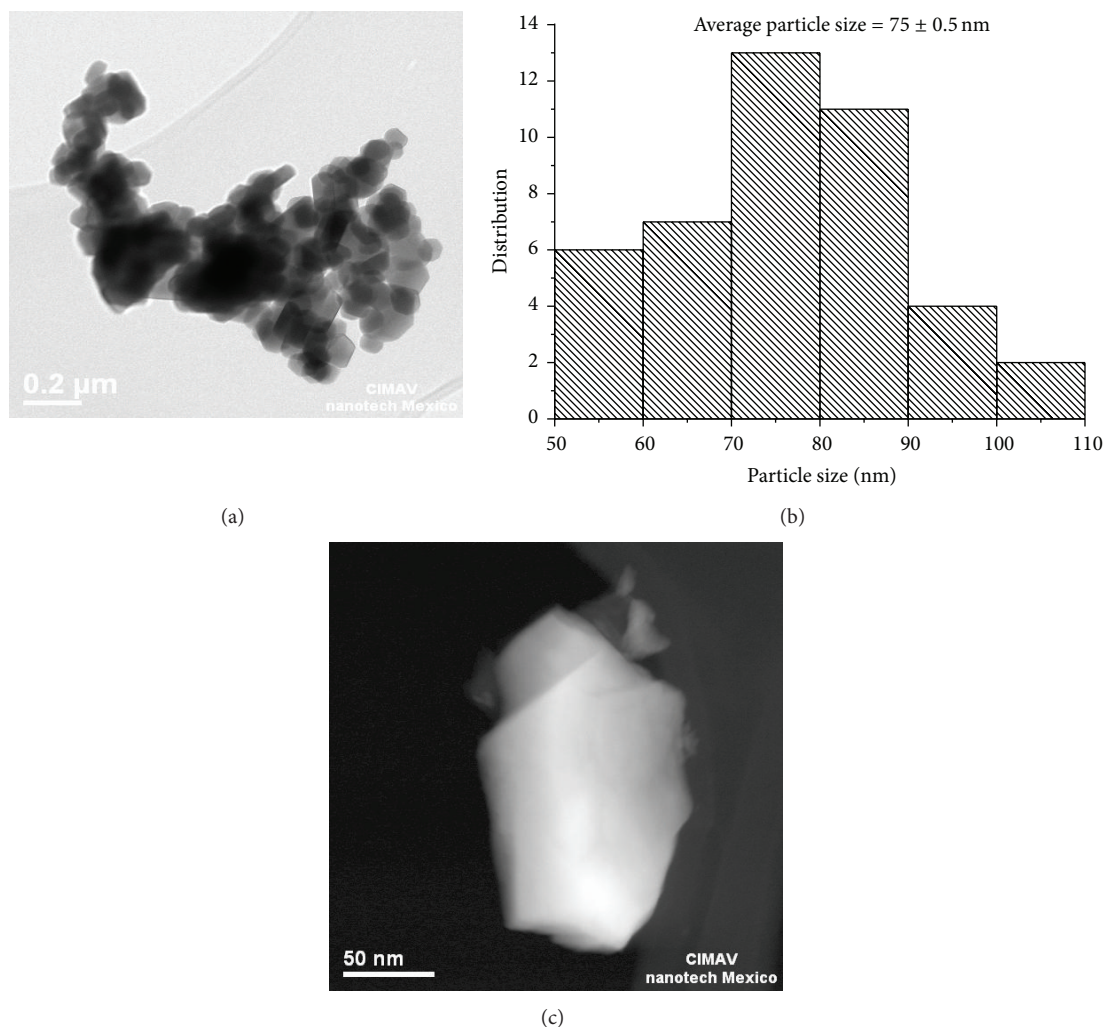 0.2 µm
CIMAV
nanotech Mexico
(a)
Average particle size = 75 ± 0.5 nm
Distribution
14
12
10
8
6
4
2
0
50 60 70 80 90 100 110
Particle size (nm)
(b)
50 nm
CIMAV
nanotech Mexico
(c)